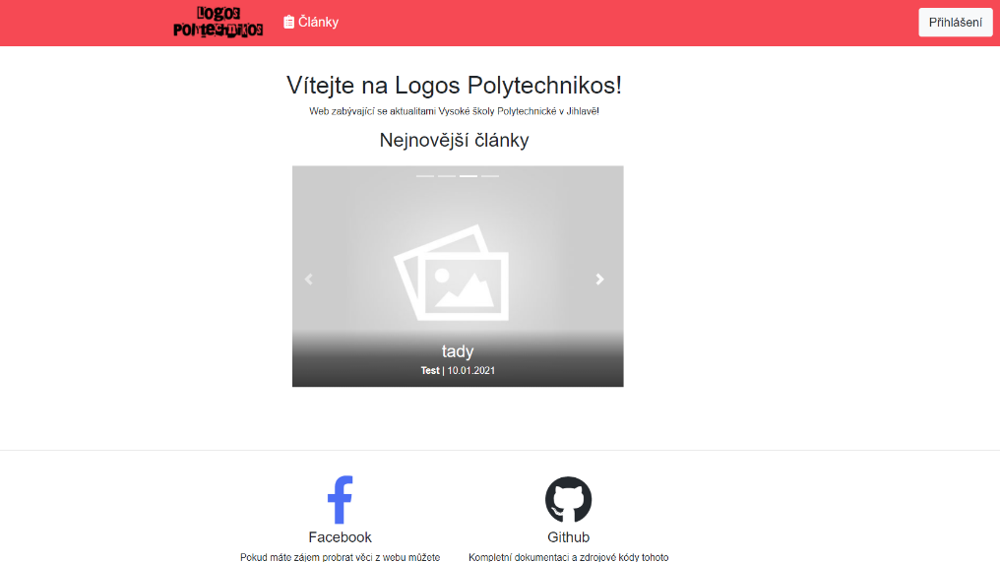 Logos
Polytechnikos
Články
Přihlášení
Vítejte na Logos Polytechnikos!
Web zabývající se aktualitami Vysoké školy Polytechnické v Jihlavě!
Nejnovější články
tady
Test | 10.01.2021
Facebook
Github
Pokud máte zájem probrat věci z webu můžete
Kompletní dokumentaci a zdrojové kódy tohoto